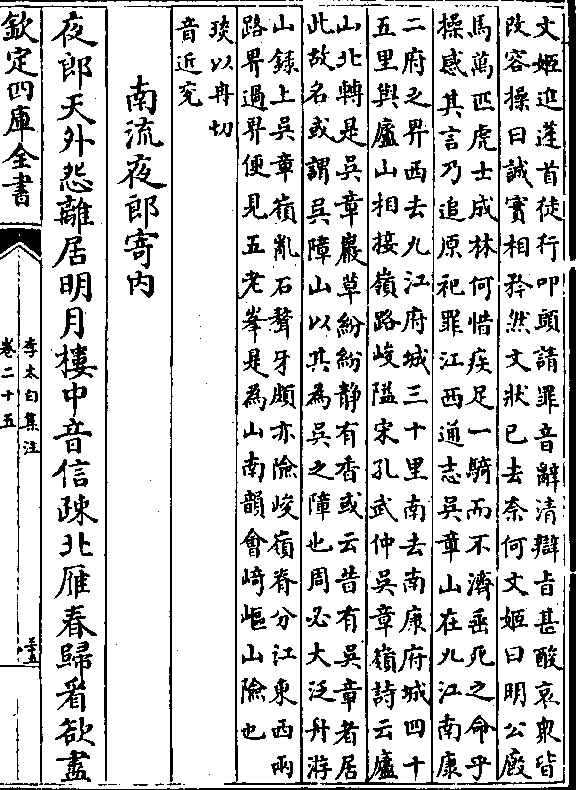 文姬進蓬首徒行叩頭請罪音辭清辯㫖甚酸哀衆皆
改容操曰誠實相矜然文狀已去奈何文姬曰明公廐
馬萬匹虎士成林何惜疾足一騎而不濟垂死之命乎
操感其言乃追原祀罪江西通志吳章山在九江南康
二府之界西去九江府城三十里南去南康府城四十
五里與廬山相接嶺路峻隘宋孔武仲吳章嶺詩云廬
山北轉是吳章巖草紛紛静有香或云昔有吳章者居
此故名或謂吳障山以其為吳之障也周必大泛舟游
山錄上吳章嶺亂石聱牙頗亦險峻嶺脊分江東西兩
路界過界便見五老峯是為山南韻會崎嶇山險也
琰以冉切
音近兖
南流夜郎寄内
夜郎天外怨離居明月樓中音信疎北雁春歸看欲盡
欽定四庫全書
李太白集注
卷二十五